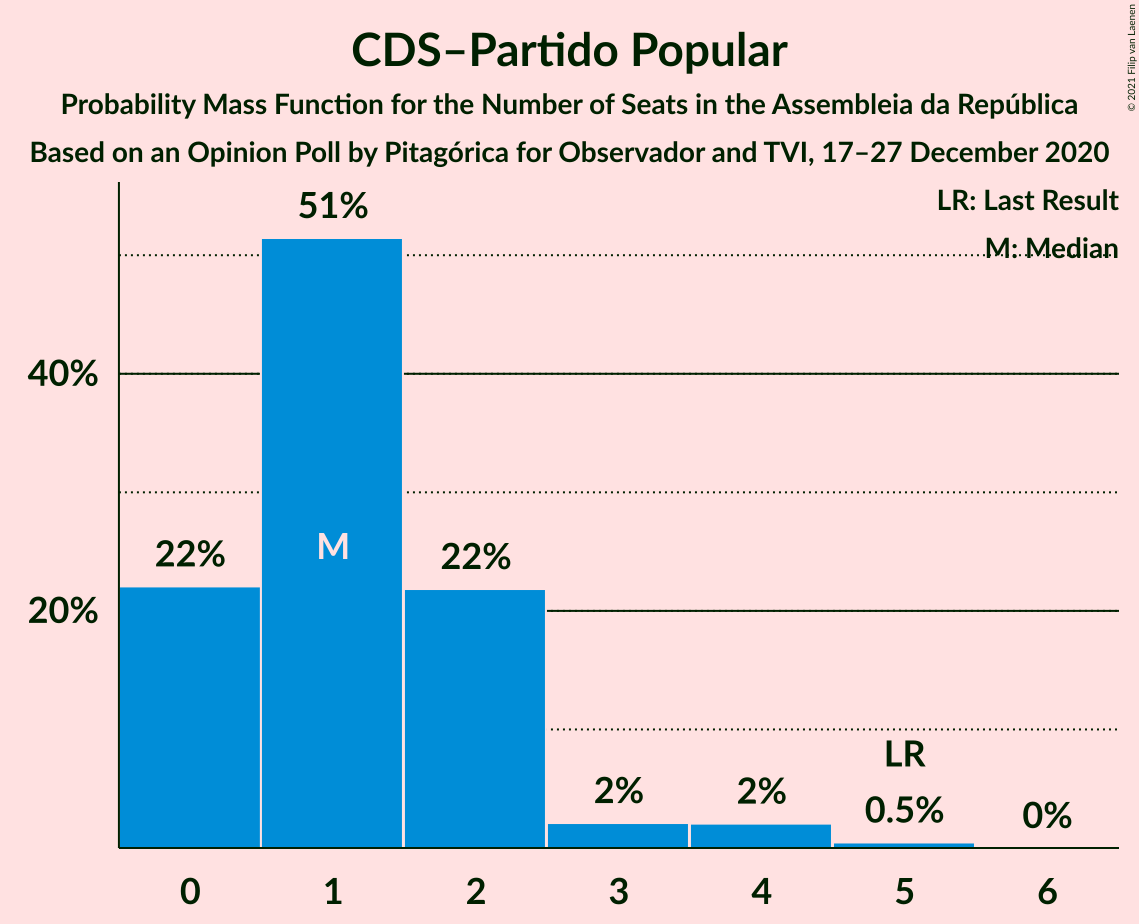 CDS–Partido Popular
Probability Mass Function for the Number of Seats in the Assembleia da República
Based on an Opinion Poll by Pitagórica for Observador and TVI, 17–27 December 2020
© 2021 Filip van Laenen
LR: Last Result
M: Median
51%
40%
22%
M
22%
20%
2%
2%
LR
0.5%
0%
0 1 2 3 4 5 6